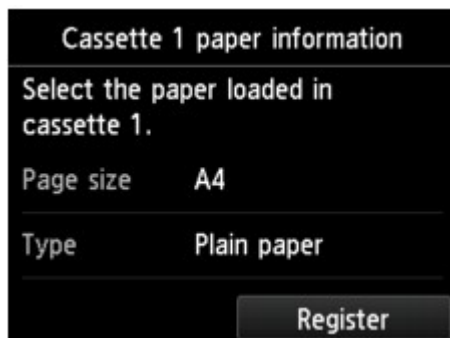 Cassette 1 paper information
Select the paper loaded in
cassette 1.
Page size A4
Type Plain paper
Register